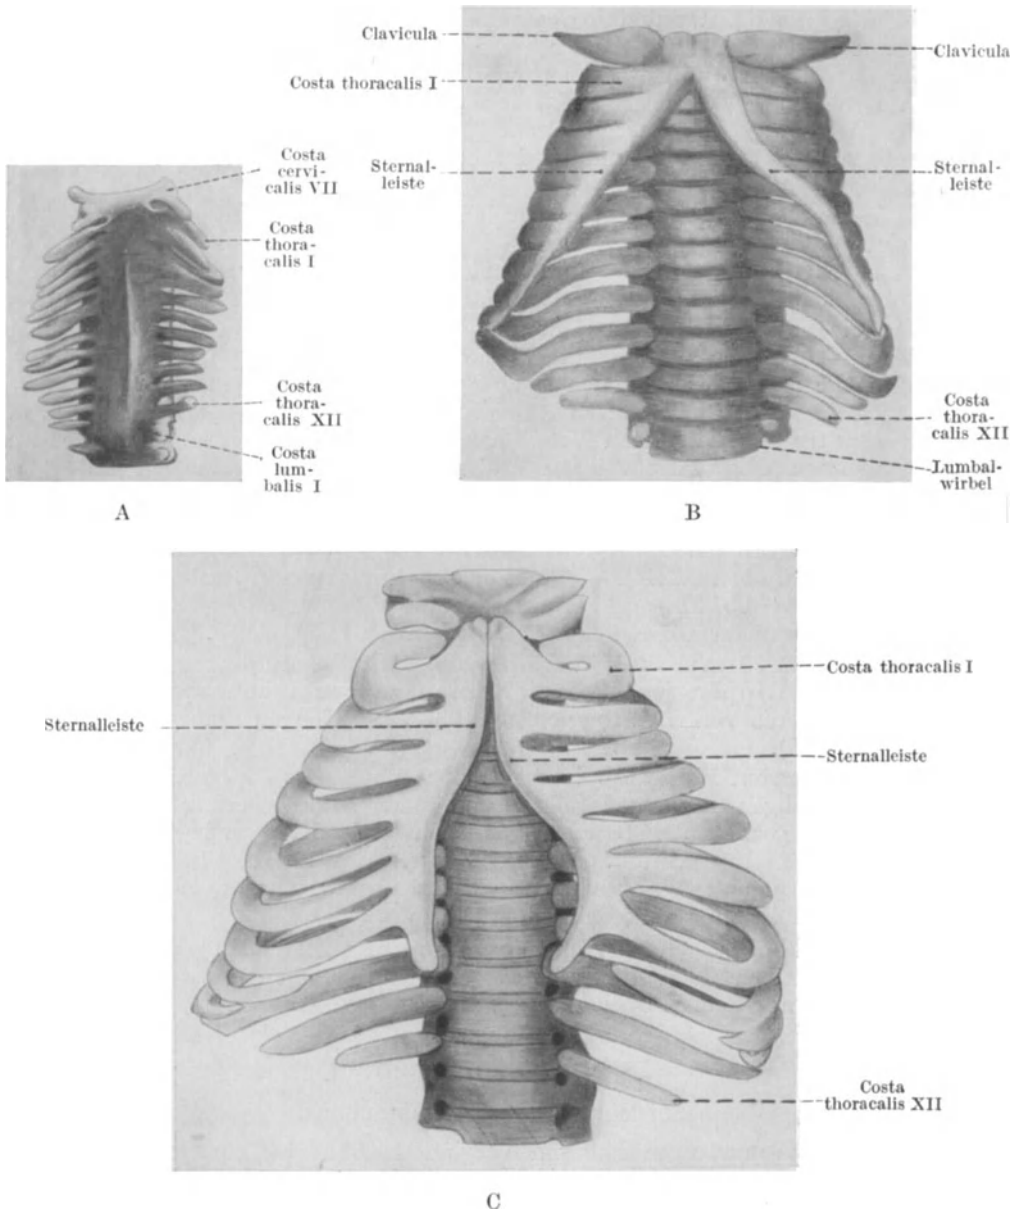 Costa
cervi-
calis VII
Costa
thora-
calis I
Costa
thora-
calis XII
Costa
lum-
balis I
A
Clavicula
Clavicula
Costa thoracalis I
Sternal-
leiste
Sternal-
leiste
Costa
thora-
calis XII
Lumbal-
wirbel
B
Costa thoracalis I
Sternalleiste
Sternalleiste
Costa
thoracalis XII
C